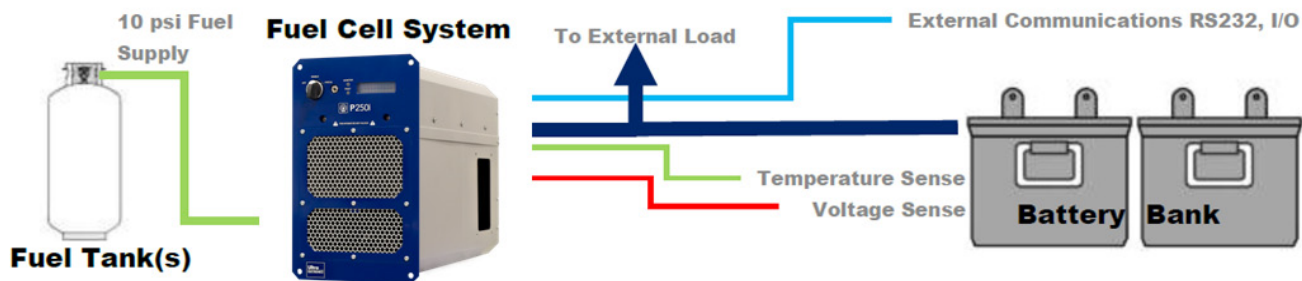 10 psi Fuel
Supply
Fuel Cell System
To External Load
External Communications RS232, I/O
P250i
Temperature Sense
Voltage Sense
Battery Bank
Fuel Tank(s)